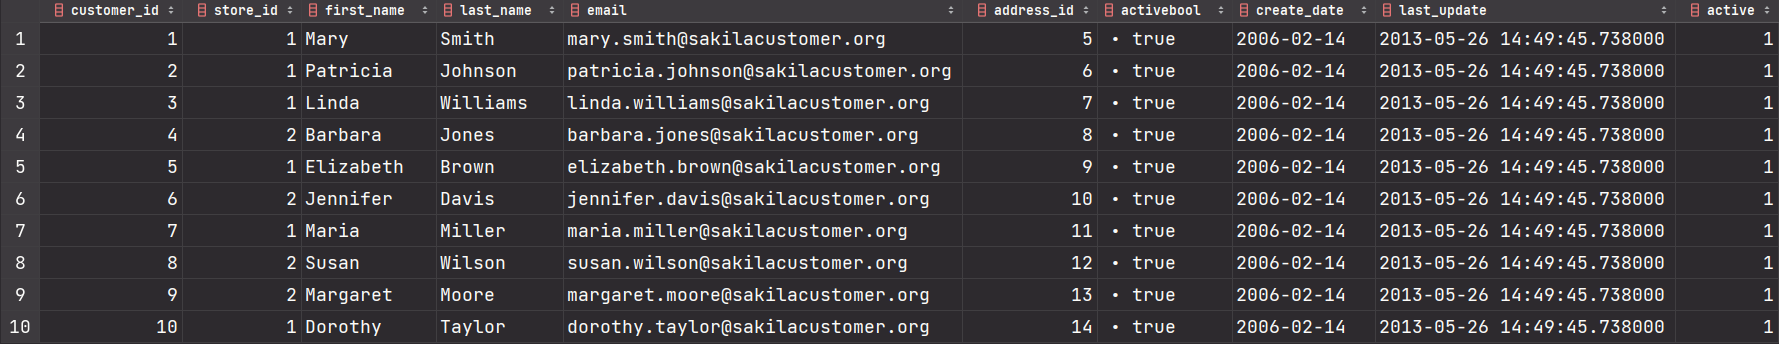 customer_id store_id first_name last_name email address_id activebool create_date last_update active
1 1 1 Mary Smith mary.smith@sakilacustomer.org 5 • true 2006-02-14 2013-05-26 14:49:45.738000 1
2 2 1 Patricia Johnson patricia.johnson@sakilacustomer.org 6 • true 2006-02-14 2013-05-26 14:49:45.738000 1
3 3 1 Linda Williams linda.williams@sakilacustomer.org 7 • true 2006-02-14 2013-05-26 14:49:45.738000 1
4 4 2 Barbara Jones barbara.jones@sakilacustomer.org 8 • true 2006-02-14 2013-05-26 14:49:45.738000 1
5 5 1 Elizabeth Brown elizabeth.brown@sakilacustomer.org 9 • true 2006-02-14 2013-05-26 14:49:45.738000 1
6 6 2 Jennifer Davis jennifer.davis@sakilacustomer.org 10 • true 2006-02-14 2013-05-26 14:49:45.738000 1
7 7 1 Maria Miller maria.miller@sakilacustomer.org 11 • true 2006-02-14 2013-05-26 14:49:45.738000 1
8 8 2 Susan Wilson susan.wilson@sakilacustomer.org 12 • true 2006-02-14 2013-05-26 14:49:45.738000 1
9 9 2 Margaret Moore margaret.moore@sakilacustomer.org 13 • true 2006-02-14 2013-05-26 14:49:45.738000 1
10 10 1 Dorothy Taylor dorothy.taylor@sakilacustomer.org 14 • true 2006-02-14 2013-05-26 14:49:45.738000 1